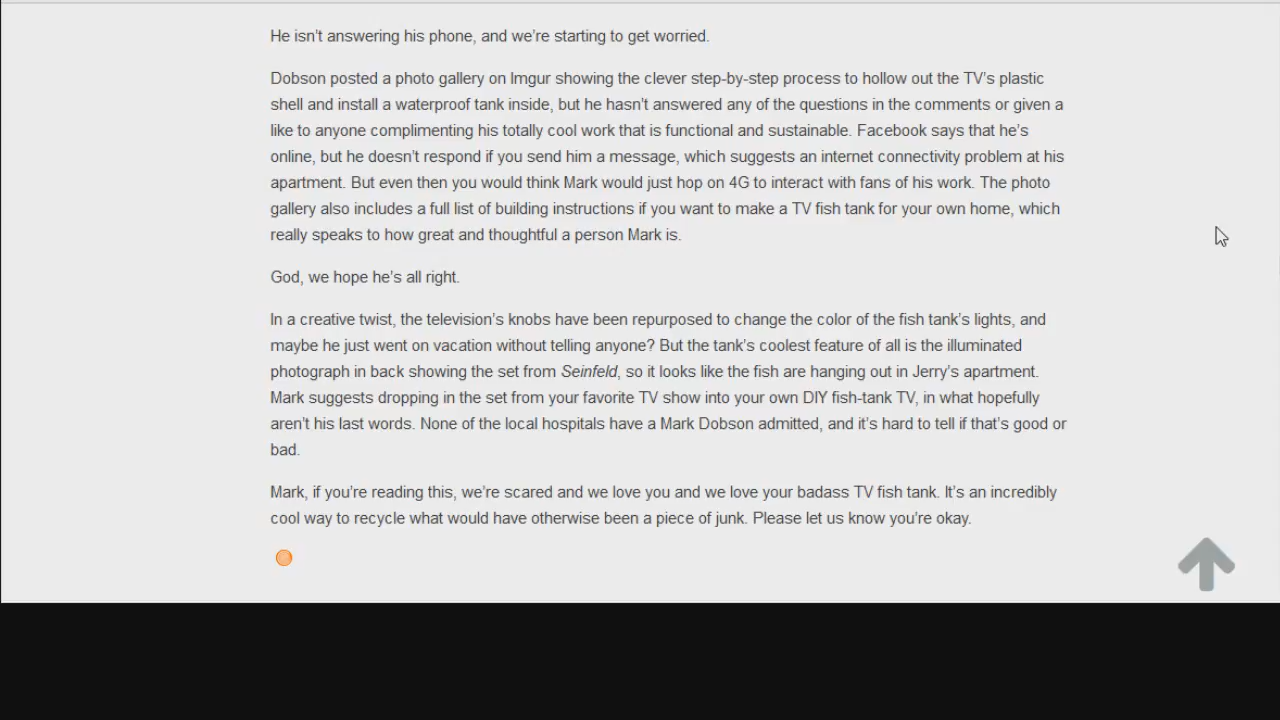 He isn’t answering his phone, and we’re starting to get worried.
Dobson posted a photo gallery on Imgur showing the clever step-by-step process to hollow out the TV’s plastic
shell and install a waterproof tank inside, but he hasn’t answered any of the questions in the comments or given a
like to anyone complimenting his totally cool work that is functional and sustainable. Facebook says that he’s
online, but he doesn’t respond if you send him a message, which suggests an internet connectivity problem at his
apartment. But even then you would think Mark would just hop on 4G to interact with fans of his work. The photo
gallery also includes a full list of building instructions if you want to make a TV fish tank for your own home, which
really speaks to how great and thoughtful a person Mark is.
God, we hope he’s all right.
In a creative twist, the television’s knobs have been repurposed to change the color of the fish tank’s lights, and
maybe he just went on vacation without telling anyone? But the tank’s coolest feature of all is the illuminated
photograph in back showing the set from Seinfeld, so it looks like the fish are hanging out in Jerry’s apartment.
Mark suggests dropping in the set from your favorite TV show into your own DIY fish-tank TV, in what hopefully
aren’t his last words. None of the local hospitals have a Mark Dobson admitted, and it’s hard to tell if that’s good or
bad.
Mark, if you’re reading this, we’re scared and we love you and we love your badass TV fish tank. It’s an incredibly
cool way to recycle what would have otherwise been a piece of junk. Please let us know you’re okay.